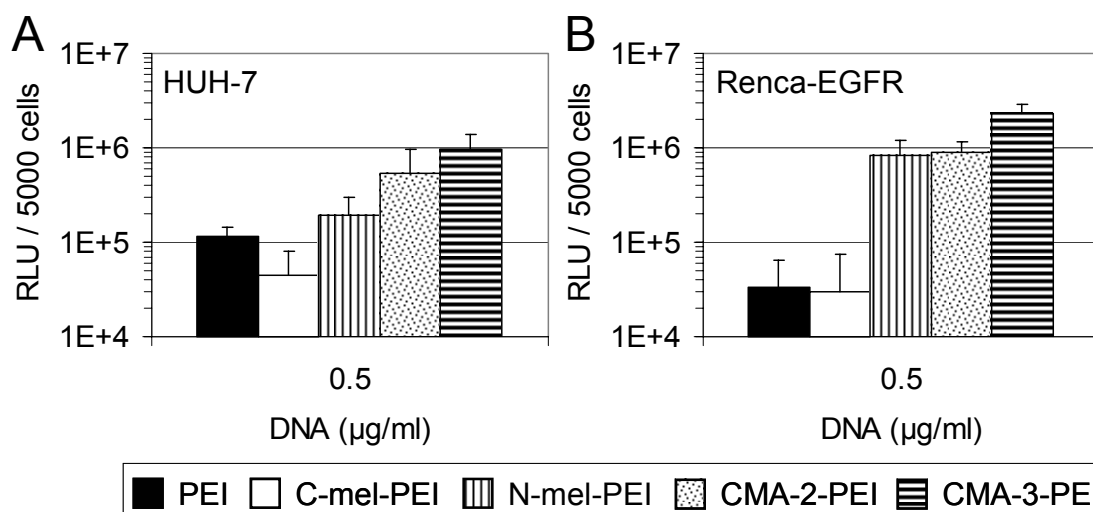 A
1E+7
1E+6
1E+5
1E+4
RLU / 5000 cells
HUH-7
0.5
DNA (µg/ml)
B
1E+7
1E+6
1E+5
1E+4
RLU / 5000 cells
Renca-EGFR
0.5
DNA (µg/ml)
PEI C-mel-PEI N-mel-PEI CMA-2-PEI CMA-3-PE